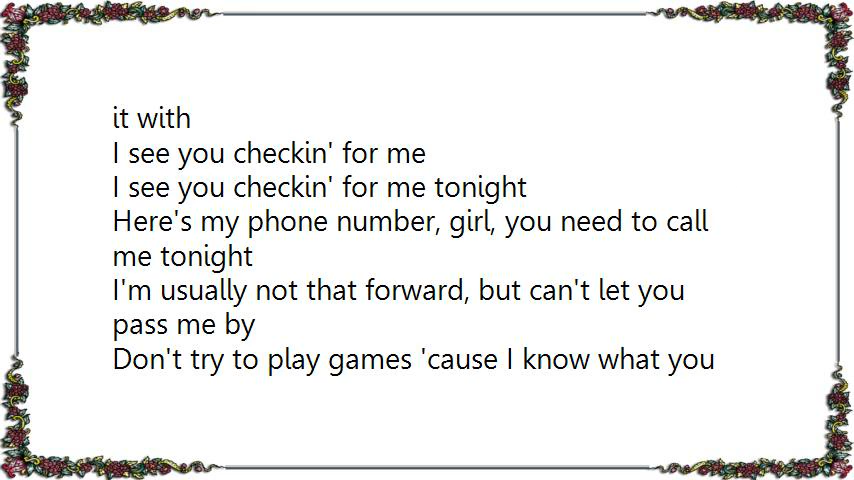 it with
I see you checkin' for me
I see you checkin' for me tonight
Here's my phone number, girl, you need to call
me tonight
I'm usually not that forward, but can't let you
pass me by
Don't try to play games 'cause I know what you